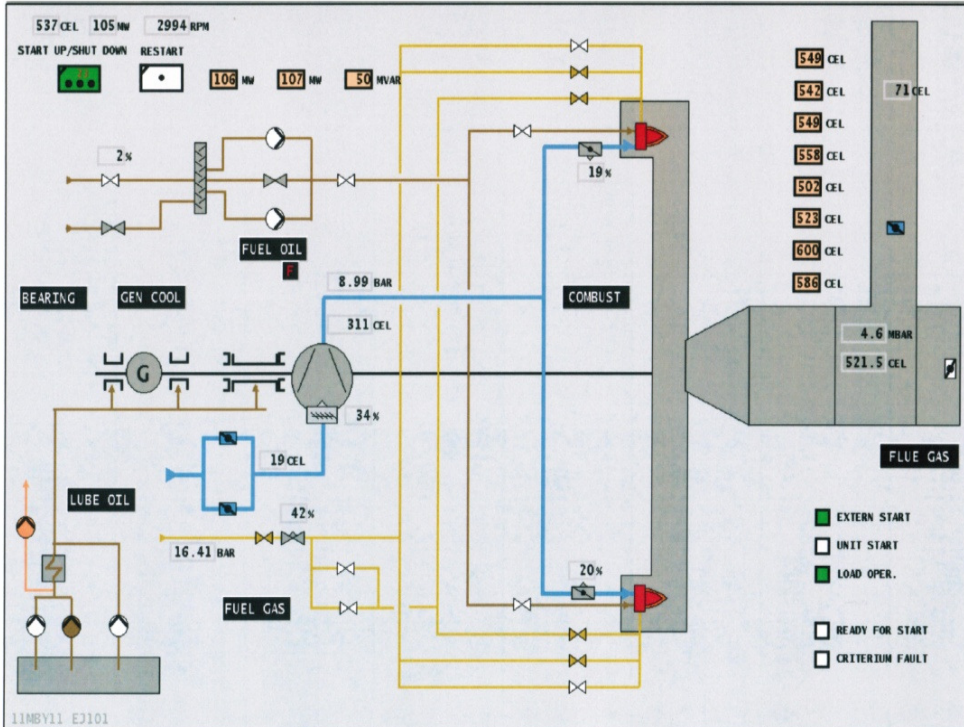 537 CEL 105 MW 2994 RPM
START UP/SHUT DOWN RESTART
106 MW 107 MW 50 MVAR
549 CEL
542 CEL
71 CEL
549 CEL
558 CEL
502 CEL
523 CEL
600 CEL
586 CEL
2%
19%
FUEL OIL
F
BEARING GEN COOL
8.99 BAR
COMBUST
311 CEL
4.6 MBAR
521.5 CEL
G
34%
19 CEL
FLUE GAS
LUBE OIL
42%
16.41 BAR
20%
FUEL GAS
EXTERN START
UNIT START
LOAD OPER.
READY FOR START
CRITERIUM FAULT
11MBY11 EJ101